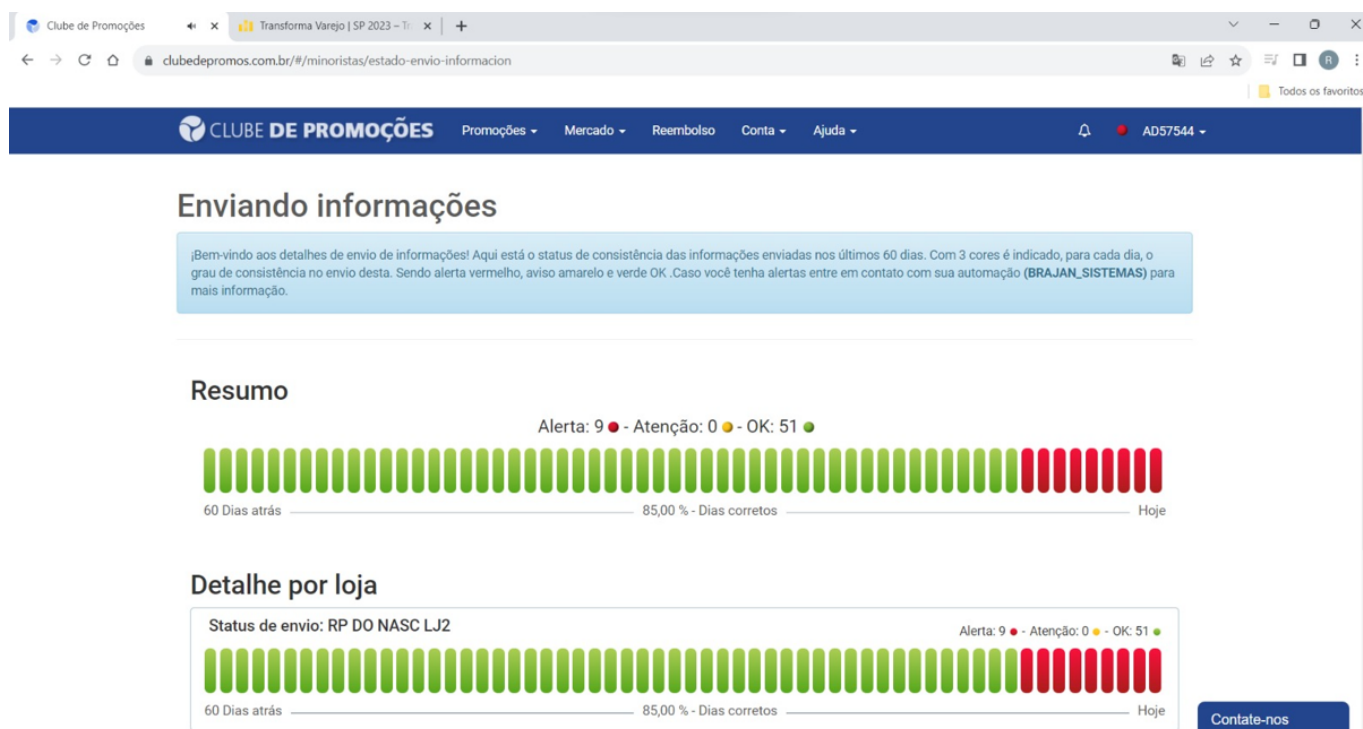 Clube de Promoções
Transforma Varejo | SP 2023 – Tr
clubedepromos.com.br/#/minoristas/estado-envio-informacion
R
Todos os favoritos
CLUBE DE PROMOÇÕES Promoções Mercado Reembolso Conta Ajuda AD57544
Enviando informações
¡Bem-vindo aos detalhes de envio de informações! Aqui está o status de consistência das informações enviadas nos últimos 60 dias. Com 3 cores é indicado, para cada dia, o
grau de consistência no envio desta. Sendo alerta vermelho, aviso amarelo e verde OK .Caso você tenha alertas entre em contato com sua automação (BRAJAN_SISTEMAS) para
mais informação.
Resumo
Alerta: 9 - Atenção: 0 - OK: 51
60 Dias atrás 85,00 % - Dias corretos Hoje
Detalhe por loja
Status de envio: RP DO NASC LJ2 Alerta: 9 - Atenção: 0 - OK: 51
60 Dias atrás 85,00 % - Dias corretos Hoje
Contate-nos